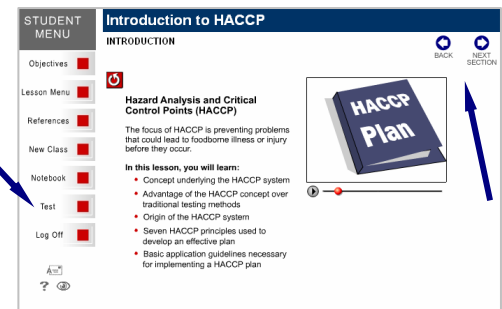 STUDENT
MENU
Objectives
Lesson Menu
References
New Class
Notebook
Test
Log Off
A=
?
Introduction to HACCP
INTRODUCTION
BACK
NEXT
SECTION
Hazard Analysis and Critical
Control Points (HACCP)
The focus of HACCP is preventing problems
that could lead to foodborne illness or injury
before they occur.
In this lesson, you will learn:
• Concept underlying the HACCP system
• Advantage of the HACCP concept over
traditional testing methods
• Origin of the HACCP system
• Seven HACCP principles used to
develop an effective plan
• Basic application guidelines necessary
for implementing a HACCP plan
HACCP
Plan